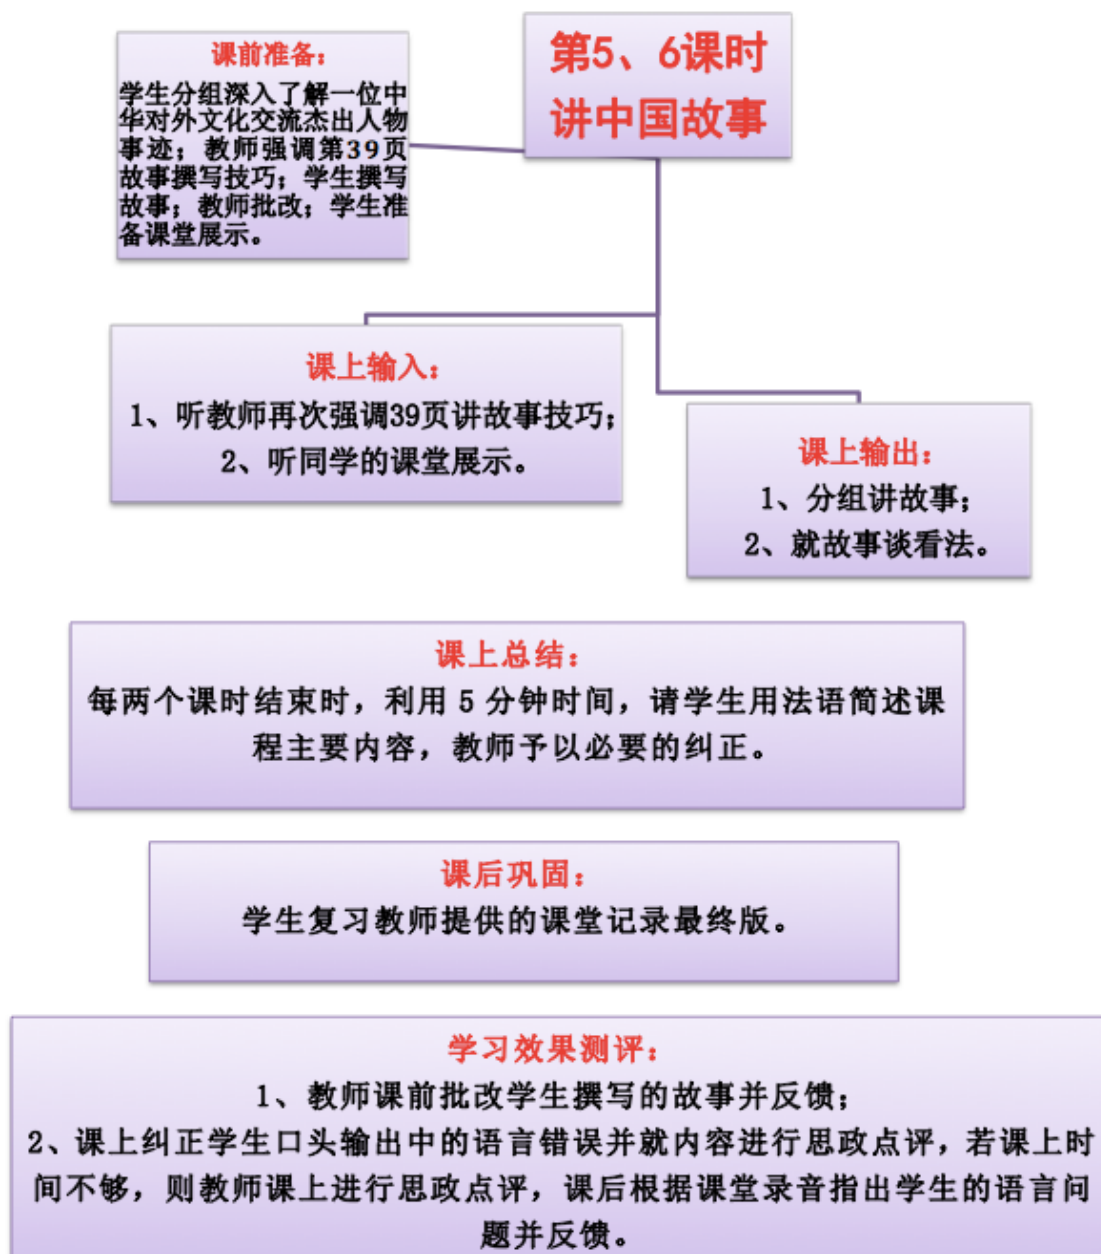 第5、6课时
讲中国故事
课前准备：
学生分组深入了解一位中
华对外文化交流杰出人物
事迹；教师强调第39页
故事撰写技巧；学生撰写
故事；教师批改；学生准
备课堂展示。
课上输入：
1、听教师再次强调39页讲故事技巧；
2、听同学的课堂展示。
课上输出：
1、分组讲故事；
2、就故事谈看法。
课上总结：
每两个课时结束时，利用 5 分钟时间，请学生用法语简述课
程主要内容，教师予以必要的纠正。
课后巩固：
学生复习教师提供的课堂记录最终版。
学习效果测评：
1、教师课前批改学生撰写的故事并反馈；
2、课上纠正学生口头输出中的语言错误并就内容进行思政点评，若课上时
间不够，则教师课上进行思政点评，课后根据课堂录音指出学生的语言问
题并反馈。